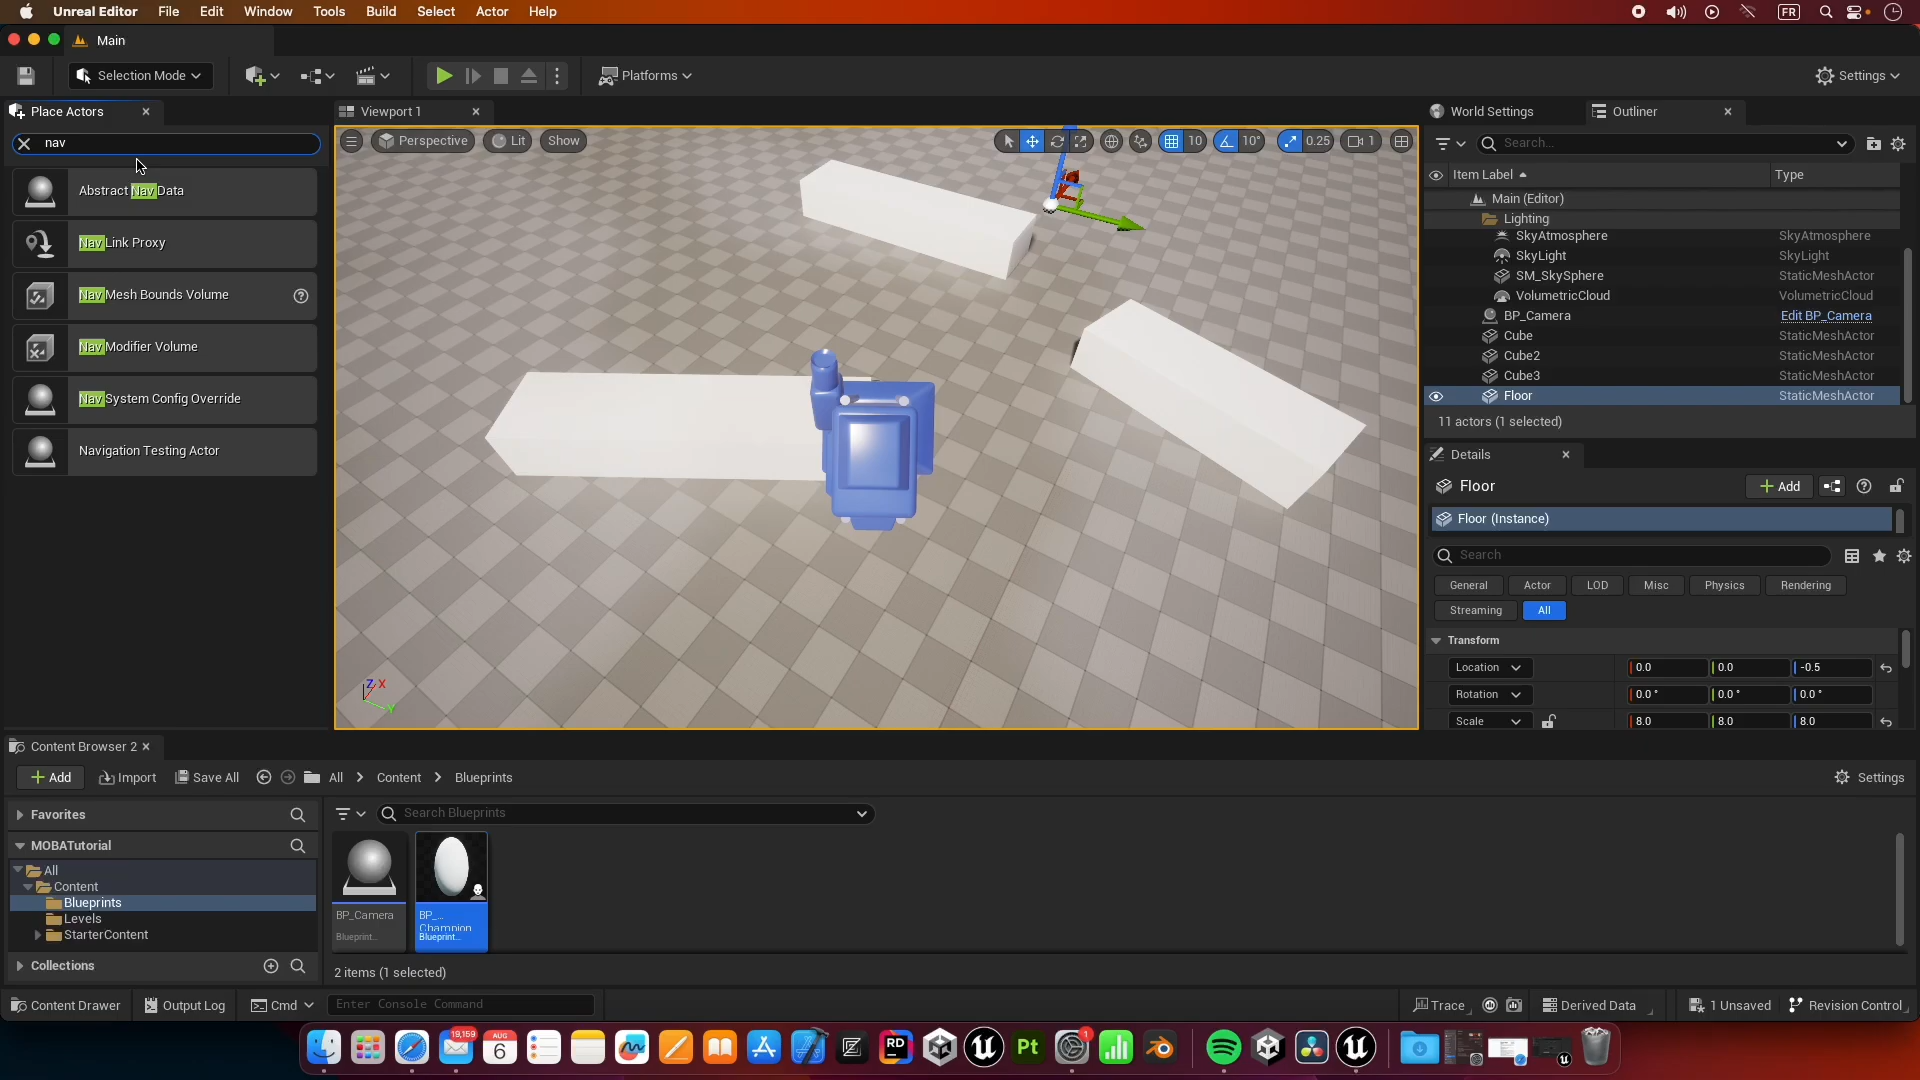 Unreal Editor File Edit Window Tools Build Select Actor Help FR
Main
Selection Mode Platforms Settings
Place Actors Viewport 1 World Settings Outliner
nav Perspective Lit Show 10 10° 0.25 1 Search...
Item Label Type
Abstract Nav Data
Nav Link Proxy
Nav Mesh Bounds Volume
Nav Modifier Volume
Nav System Config Override
Navigation Testing Actor
Main (Editor)
Lighting
SkyAtmosphere SkyAtmosphere
SkyLight SkyLight
SM_SkySphere StaticMeshActor
VolumetricCloud VolumetricCloud
BP_Camera Edit BP_Camera
Cube StaticMeshActor
Cube2 StaticMeshActor
Cube3 StaticMeshActor
Floor StaticMeshActor
11 actors (1 selected)
Details
Floor Add
Floor (Instance)
Search
General Actor LOD Misc Physics Rendering
Streaming All
Transform
Location 0.0 0.0 -0.5
Rotation 0.0 ° 0.0 ° 0.0 °
Scale 8.0 8.0 8.0
Z X
Y
Content Browser 2
Add Import Save All All Content Blueprints Settings
Favorites Search Blueprints
MOBATutorial
All
Content
Blueprints
Levels
StarterContent
Collections
BP_Camera
Blueprint...
BP_...
Champion
Blueprint...
2 items (1 selected)
Content Drawer Output Log Cmd Enter Console Command Trace Derived Data 1 Unsaved Revision Control
19,159 AUG 1
6 RD Pt